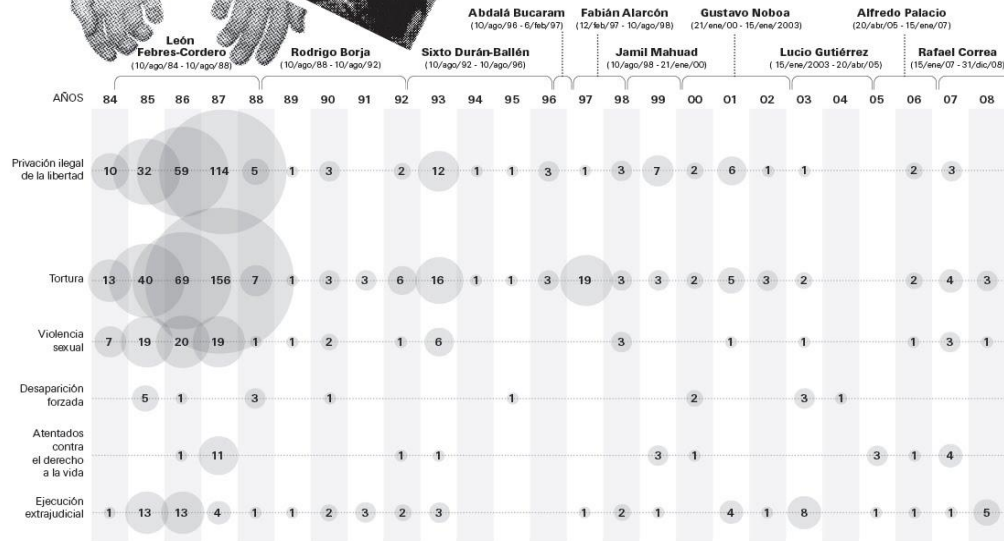 Abdalá Bucaram Fabián Alarcón Gustavo Noboa Alfredo Palacio
(10/ago/96 - 6/feb/97) (12/feb/97 - 10/ago/98) (21/ene/00 - 15/ene/2003) (20/abr/05 - 15/ene/07)
León
Febres-Cordero Rodrigo Borja Sixto Durán-Ballén Jamil Mahuad Lucio Gutiérrez Rafael Correa
(10/ago/84 - 10/ago/88) (10/ago/88 - 10/ago/92) (10/ago/92 - 10/ago/96) (10/ago/98 - 21/ene/00) ( 15/ene/2003 - 20/abr/05) (15/ene/07 - 31/dic/08)
AÑOS 84 85 86 87 88 89 90 91 92 93 94 95 96 97 98 99 00 01 02 03 04 05 06 07 08
Privación ilegal
de la libertad 10 32 59 114 5 1 3 2 12 1 1 3 1 3 7 2 6 1 1 2 3
Tortura 13 40 69 156 7 1 3 3 6 16 1 1 3 19 3 3 2 5 3 2 2 4 3
Violencia
sexual 7 19 20 19 1 1 2 1 6 3 1 1 1 3 1
Desaparición
forzada 5 1 3 1 1 2 3 1
Atentados
contra
el derecho
a la vida 1 11 1 1 3 1 3 1 4
Ejecución
extrajudicial 1 13 13 4 1 1 2 3 2 3 1 2 1 4 1 8 1 1 1 5